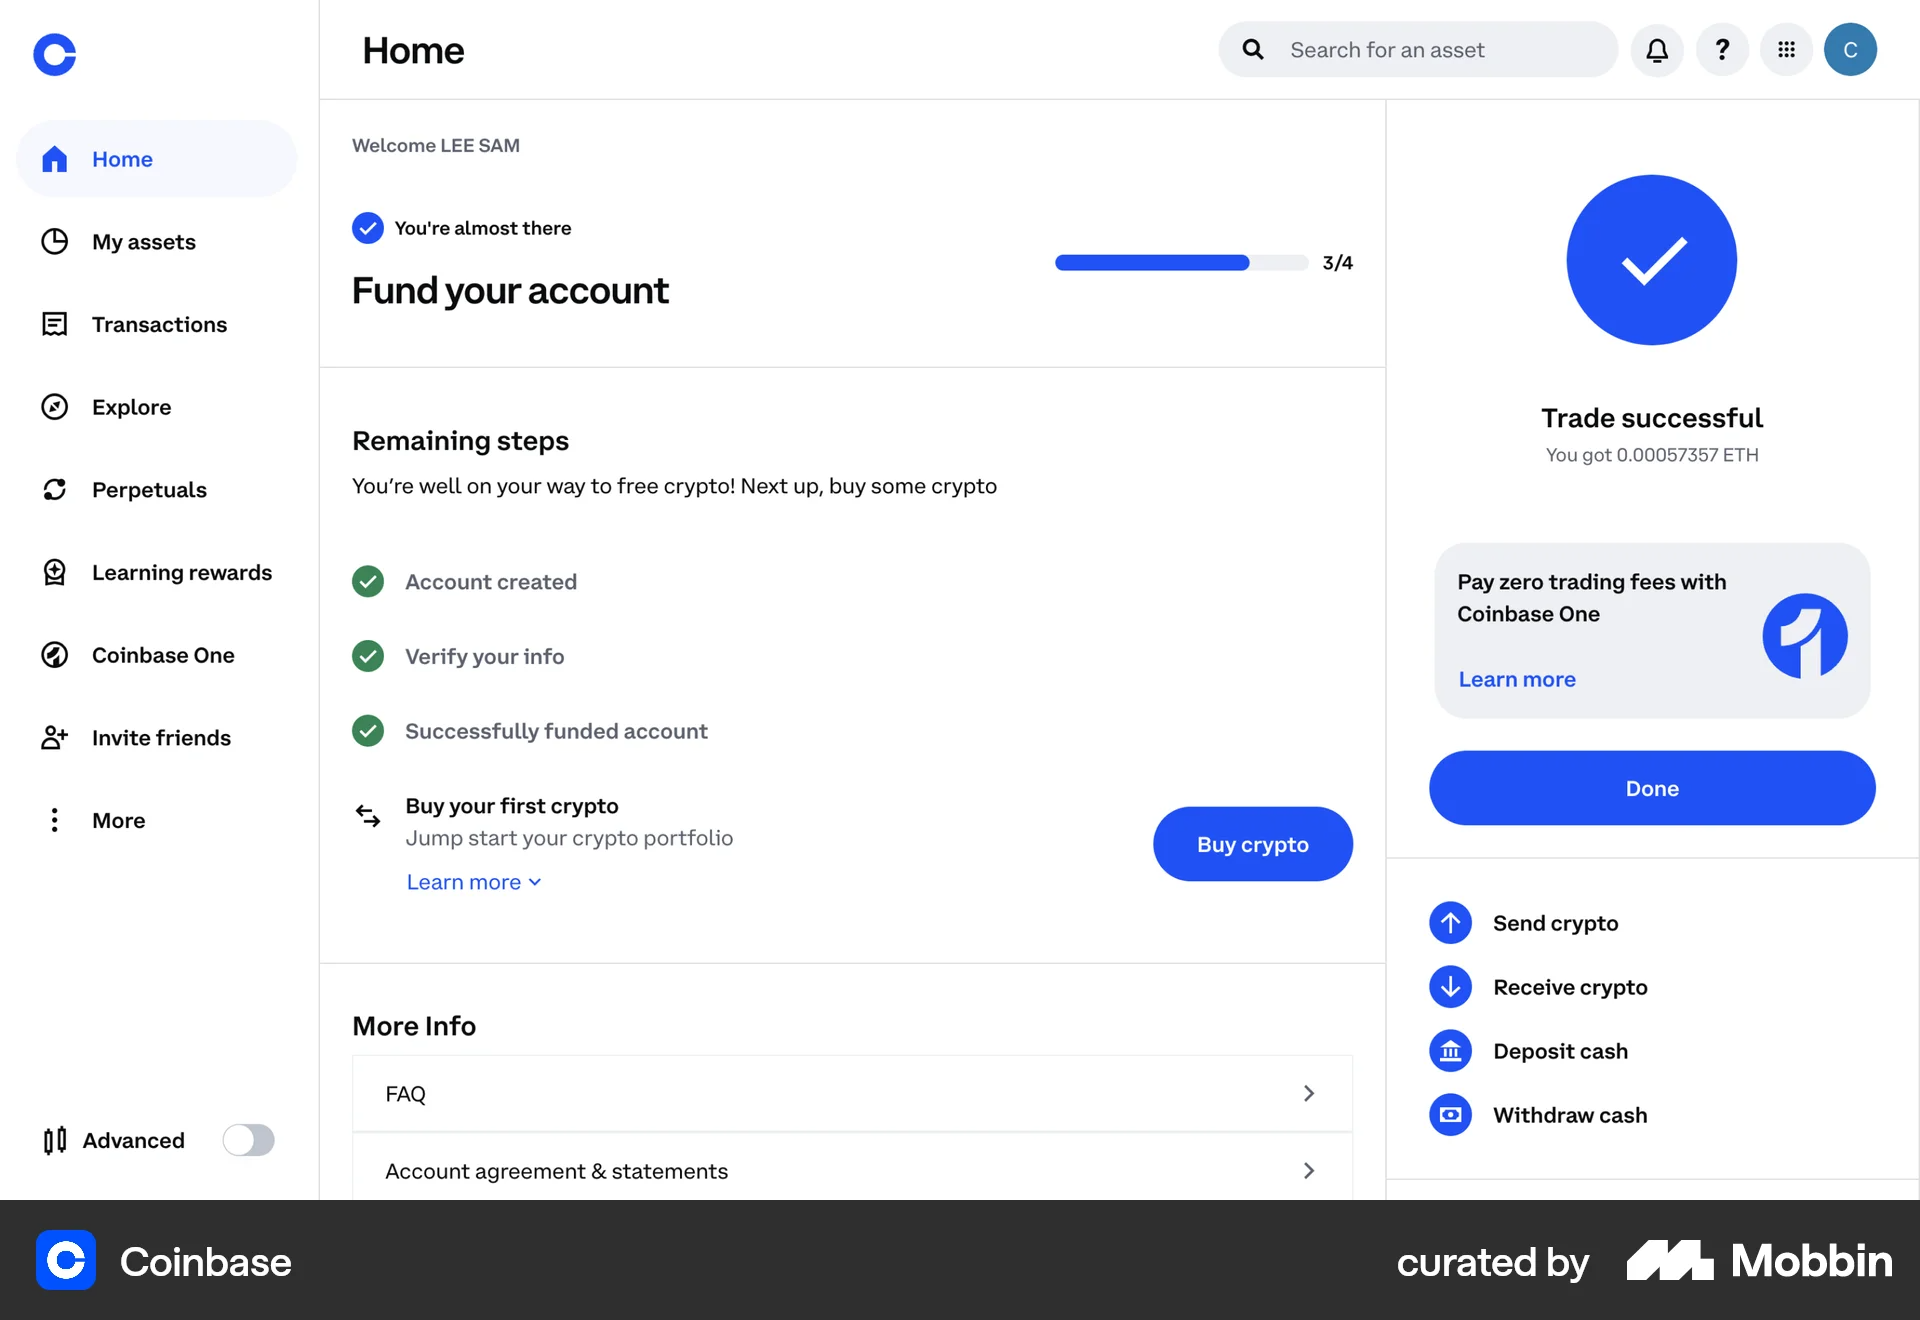 Home
Search for an asset
?
C
Home
My assets
Transactions
Explore
Perpetuals
Learning rewards
Coinbase One
Invite friends
More
Advanced
Welcome LEE SAM
You're almost there
Fund your account
3/4
Remaining steps
You’re well on your way to free crypto! Next up, buy some crypto
Account created
Verify your info
Successfully funded account
Buy your first crypto
Jump start your crypto portfolio
Learn more
Buy crypto
More Info
FAQ
Account agreement & statements
Trade successful
You got 0.00057357 ETH
Pay zero trading fees with
Coinbase One
Learn more
Done
Send crypto
Receive crypto
Deposit cash
Withdraw cash
Coinbase
curated by Mobbin